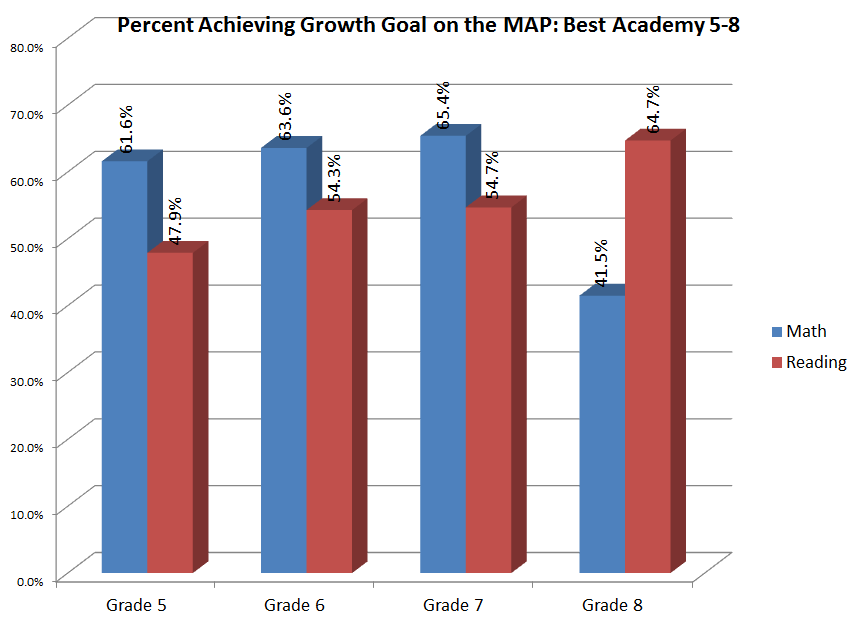 Percent Achieving Growth Goal on the MAP: Best Academy 5-8
80.0%
70.0%
60.0%
50.0%
40.0%
30.0%
20.0%
10.0%
0.0%
61.6%
47.9%
63.6%
54.3%
65.4%
54.7%
41.5%
64.7%
Grade 5
Grade 6
Grade 7
Grade 8
Math
Reading